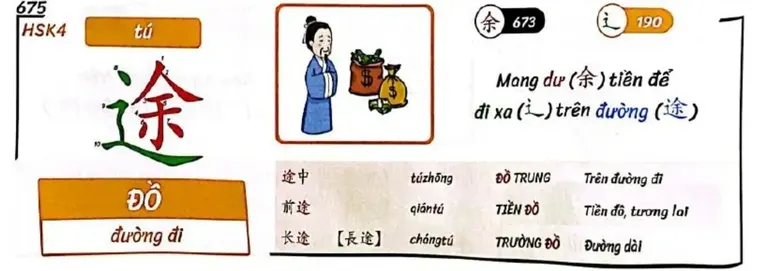 675
HSK4
tú
途
ĐỒ
đường đi
$
$
余 673
辶 190
Mang dư (余) tiền để
đi xa (辶) trên đường (途)
途中 túzhōng ĐỒ TRUNG Trên đường đi
前途 qiántú TIỀN ĐỒ Tiền đồ, tương lai
长途 【長途】 chángtú TRƯỜNG ĐỒ Đường dài